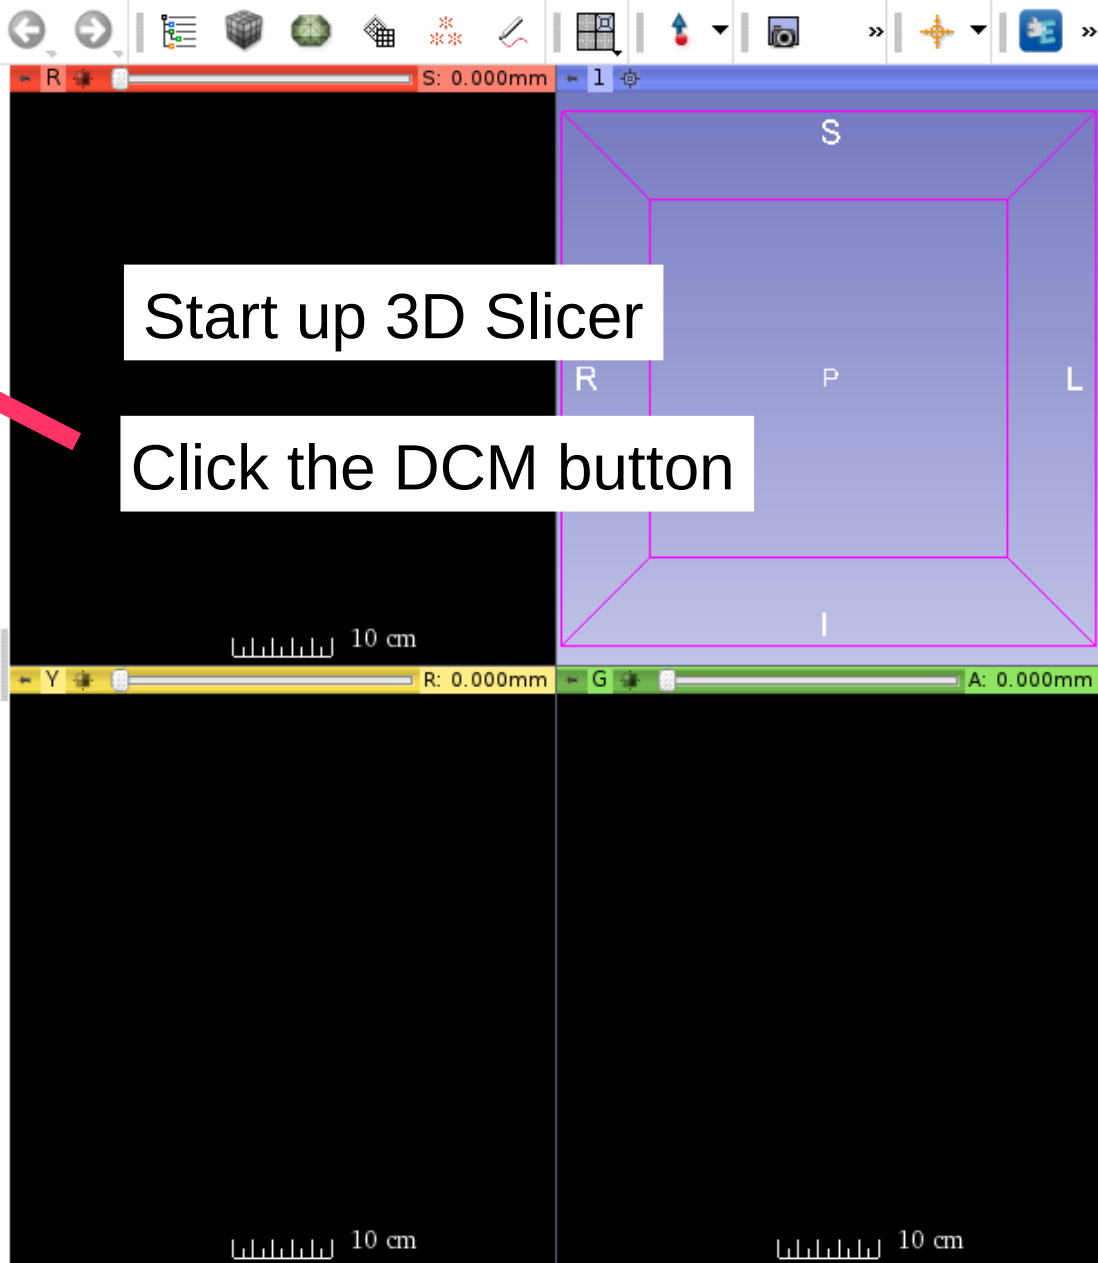 R S: 0.000mm
1
S
Start up 3D Slicer
R P L
Click the DCM button
I
10 cm
Y R: 0.000mm
G A: 0.000mm
10 cm
10 cm